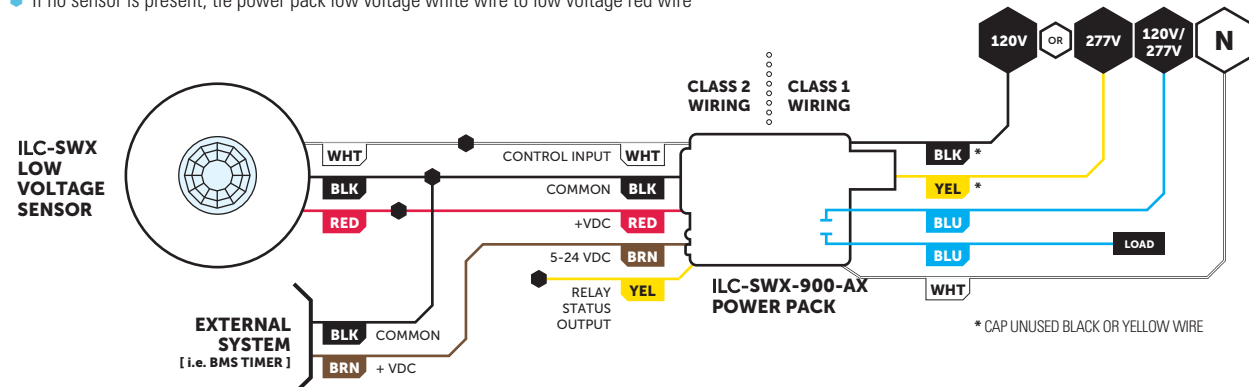 If no sensor is present, tie power pack low voltage white wire to low voltage red wire
120V
OR
277V
120V/
277V
N
CLASS 2
WIRING
CLASS 1
WIRING
ILC-SWX
LOW
VOLTAGE
SENSOR
WHT
CONTROL INPUT
WHT
BLK *
BLK
COMMON
BLK
YEL *
RED
+VDC
RED
BLU
5-24 VDC
BRN
BLU
LOAD
RELAY
STATUS
OUTPUT
YEL
ILC-SWX-900-AX
POWER PACK
WHT
* CAP UNUSED BLACK OR YELLOW WIRE
EXTERNAL
SYSTEM
[ i.e. BMS TIMER ]
BLK COMMON
BRN + VDC